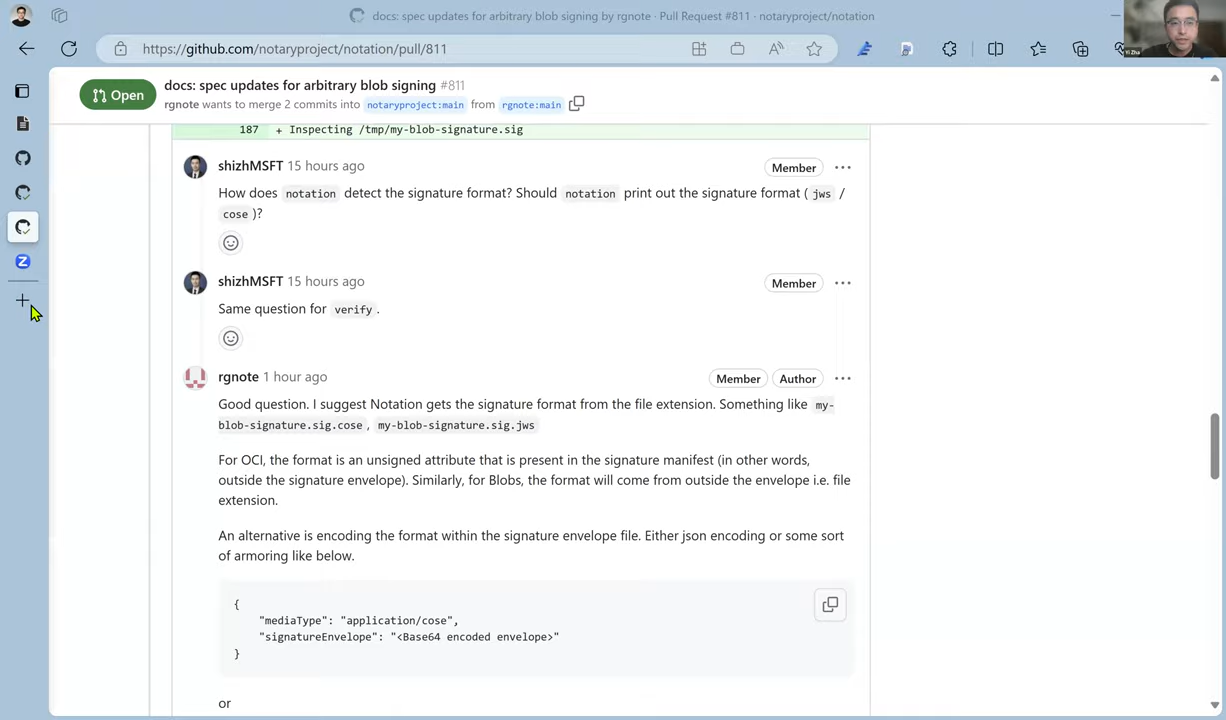 docs: spec updates for arbitrary blob signing by rgnote · Pull Request #811 · notaryproject/notation
https://github.com/notaryproject/notation/pull/811
Yi Zha
Open
docs: spec updates for arbitrary blob signing #811
rgnote wants to merge 2 commits into notaryproject:main from rgnote:main
187 + Inspecting /tmp/my-blob-signature.sig
shizhMSFT 15 hours ago
Member
How does notation detect the signature format? Should notation print out the signature format ( jws /
cose )?
shizhMSFT 15 hours ago
Member
Same question for verify .
rgnote 1 hour ago
Member Author
Good question. I suggest Notation gets the signature format from the file extension. Something like my-
blob-signature.sig.cose , my-blob-signature.sig.jws
For OCI, the format is an unsigned attribute that is present in the signature manifest (in other words,
outside the signature envelope). Similarly, for Blobs, the format will come from outside the envelope i.e. file
extension.
An alternative is encoding the format within the signature envelope file. Either json encoding or some sort
of armoring like below.
{
"mediaType": "application/cose",
"signatureEnvelope": "<Base64 encoded envelope>"
}
or